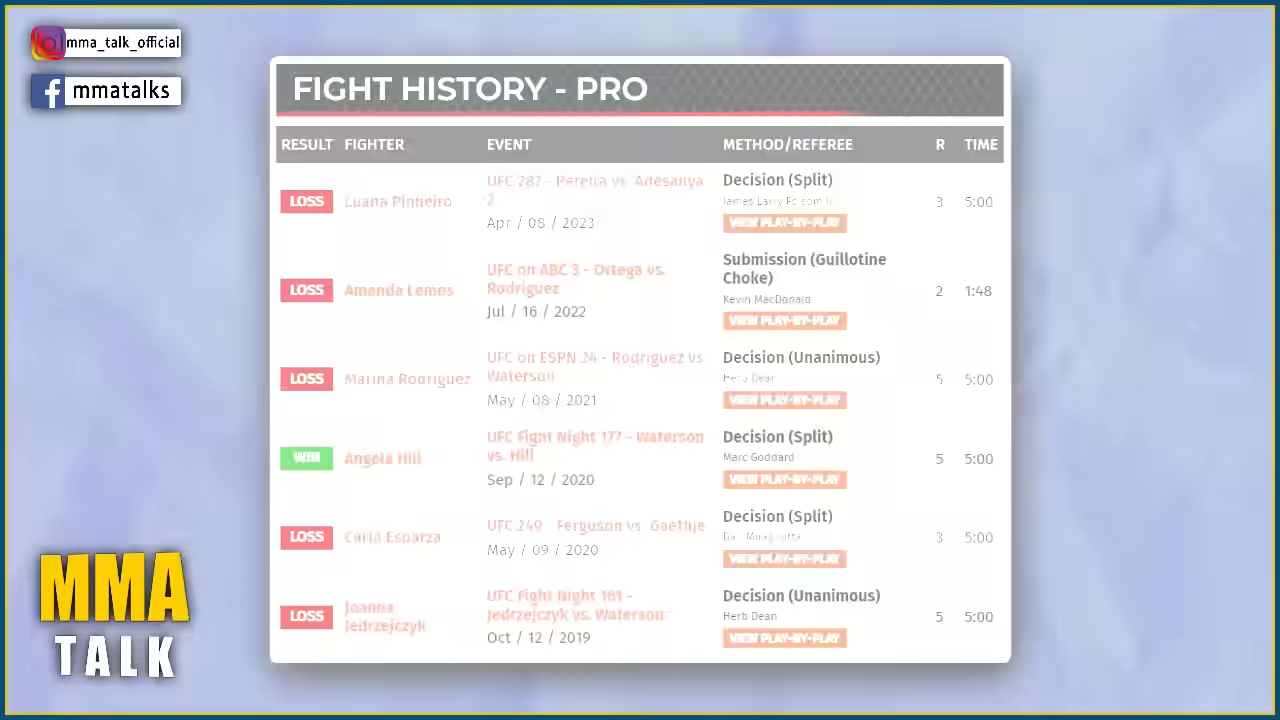 mma_talk_official
mmatalks
FIGHT HISTORY - PRO
RESULT FIGHTER EVENT METHOD/REFEREE R TIME
LOSS Luana Pinheiro UFC 287 - Pereira vs. Adesanya 2 Apr / 08 / 2023 Decision (Split) James Larry Folsom Jr. VIEW PLAY-BY-PLAY 3 5:00
LOSS Amanda Lemos UFC on ABC 3 - Ortega vs. Rodriguez Jul / 16 / 2022 Submission (Guillotine Choke) Kevin MacDonald VIEW PLAY-BY-PLAY 2 1:48
LOSS Marina Rodriguez UFC on ESPN 24 - Rodriguez vs. Waterson May / 08 / 2021 Decision (Unanimous) Herb Dean VIEW PLAY-BY-PLAY 5 5:00
WIN Angela Hill UFC Fight Night 177 - Waterson vs. Hill Sep / 12 / 2020 Decision (Split) Marc Goddard VIEW PLAY-BY-PLAY 5 5:00
LOSS Carla Esparza UFC 249 - Ferguson vs. Gaethje May / 09 / 2020 Decision (Split) VIEW PLAY-BY-PLAY 3 5:00
LOSS Joanna Jedrzejczyk UFC Fight Night 161 - Jedrzejczyk vs. Waterson Oct / 12 / 2019 Decision (Unanimous) Herb Dean VIEW PLAY-BY-PLAY 5 5:00
MMA
TALK